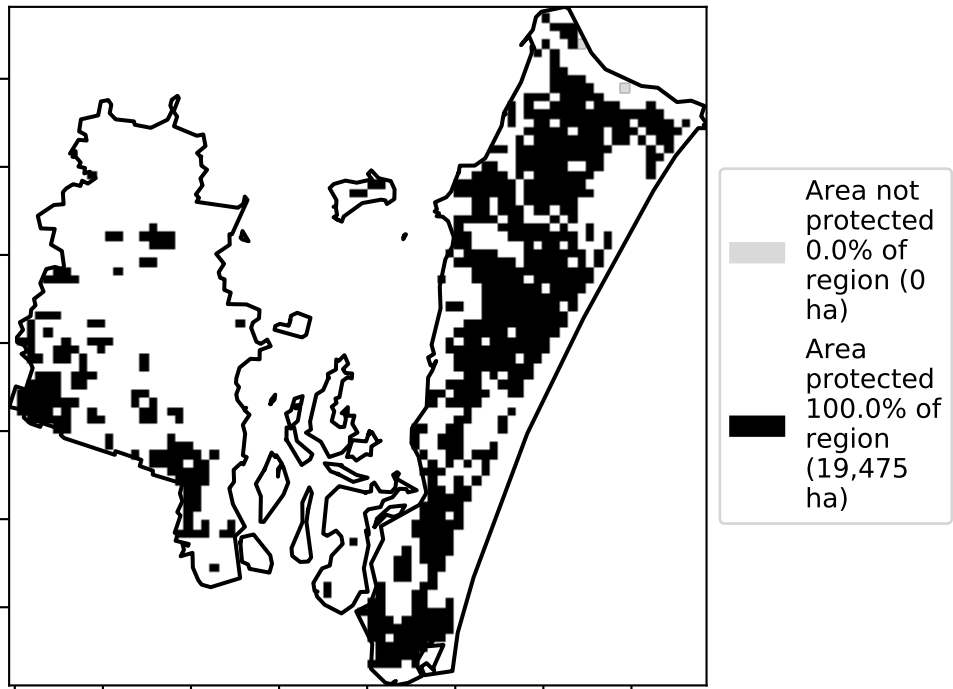 Area not
protected
0.0% of
region (0
ha)
Area
protected
100.0% of
region
(19,475
ha)